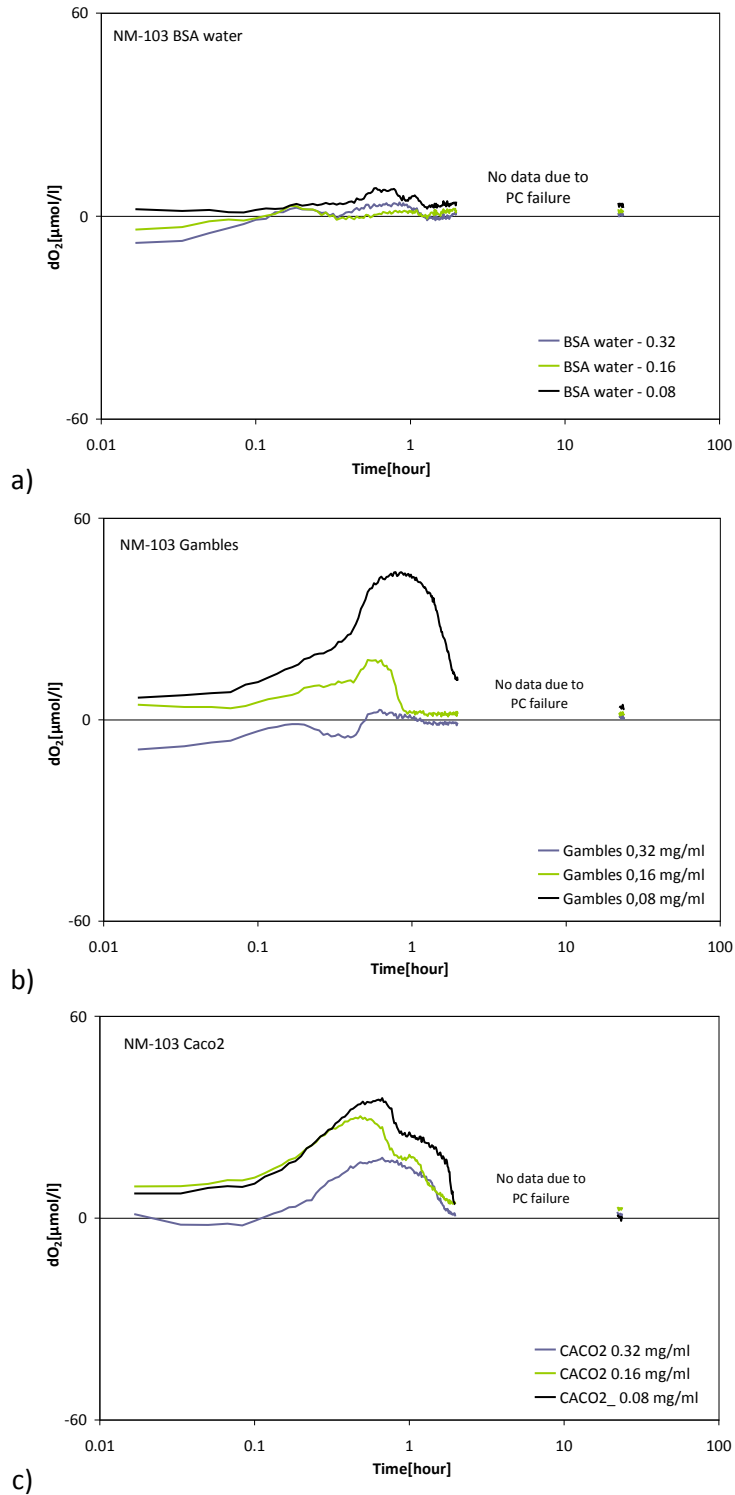 60
NM-103 BSA water
No data due to
PC failure
0
dO₂[µmol/l]
BSA water - 0.32
BSA water - 0.16
BSA water - 0.08
-60
0.01 0.1 1 10 100
Time[hour]
a)
60
NM-103 Gambles
No data due to
PC failure
0
dO₂[µmol/l]
Gambles 0,32 mg/ml
Gambles 0,16 mg/ml
Gambles 0,08 mg/ml
-60
0.01 0.1 1 10 100
Time[hour]
b)
60
NM-103 Caco2
No data due to
PC failure
0
dO₂[µmol/l]
CACO2 0.32 mg/ml
CACO2 0.16 mg/ml
CACO2_ 0.08 mg/ml
-60
0.01 0.1 1 10 100
Time[hour]
c)